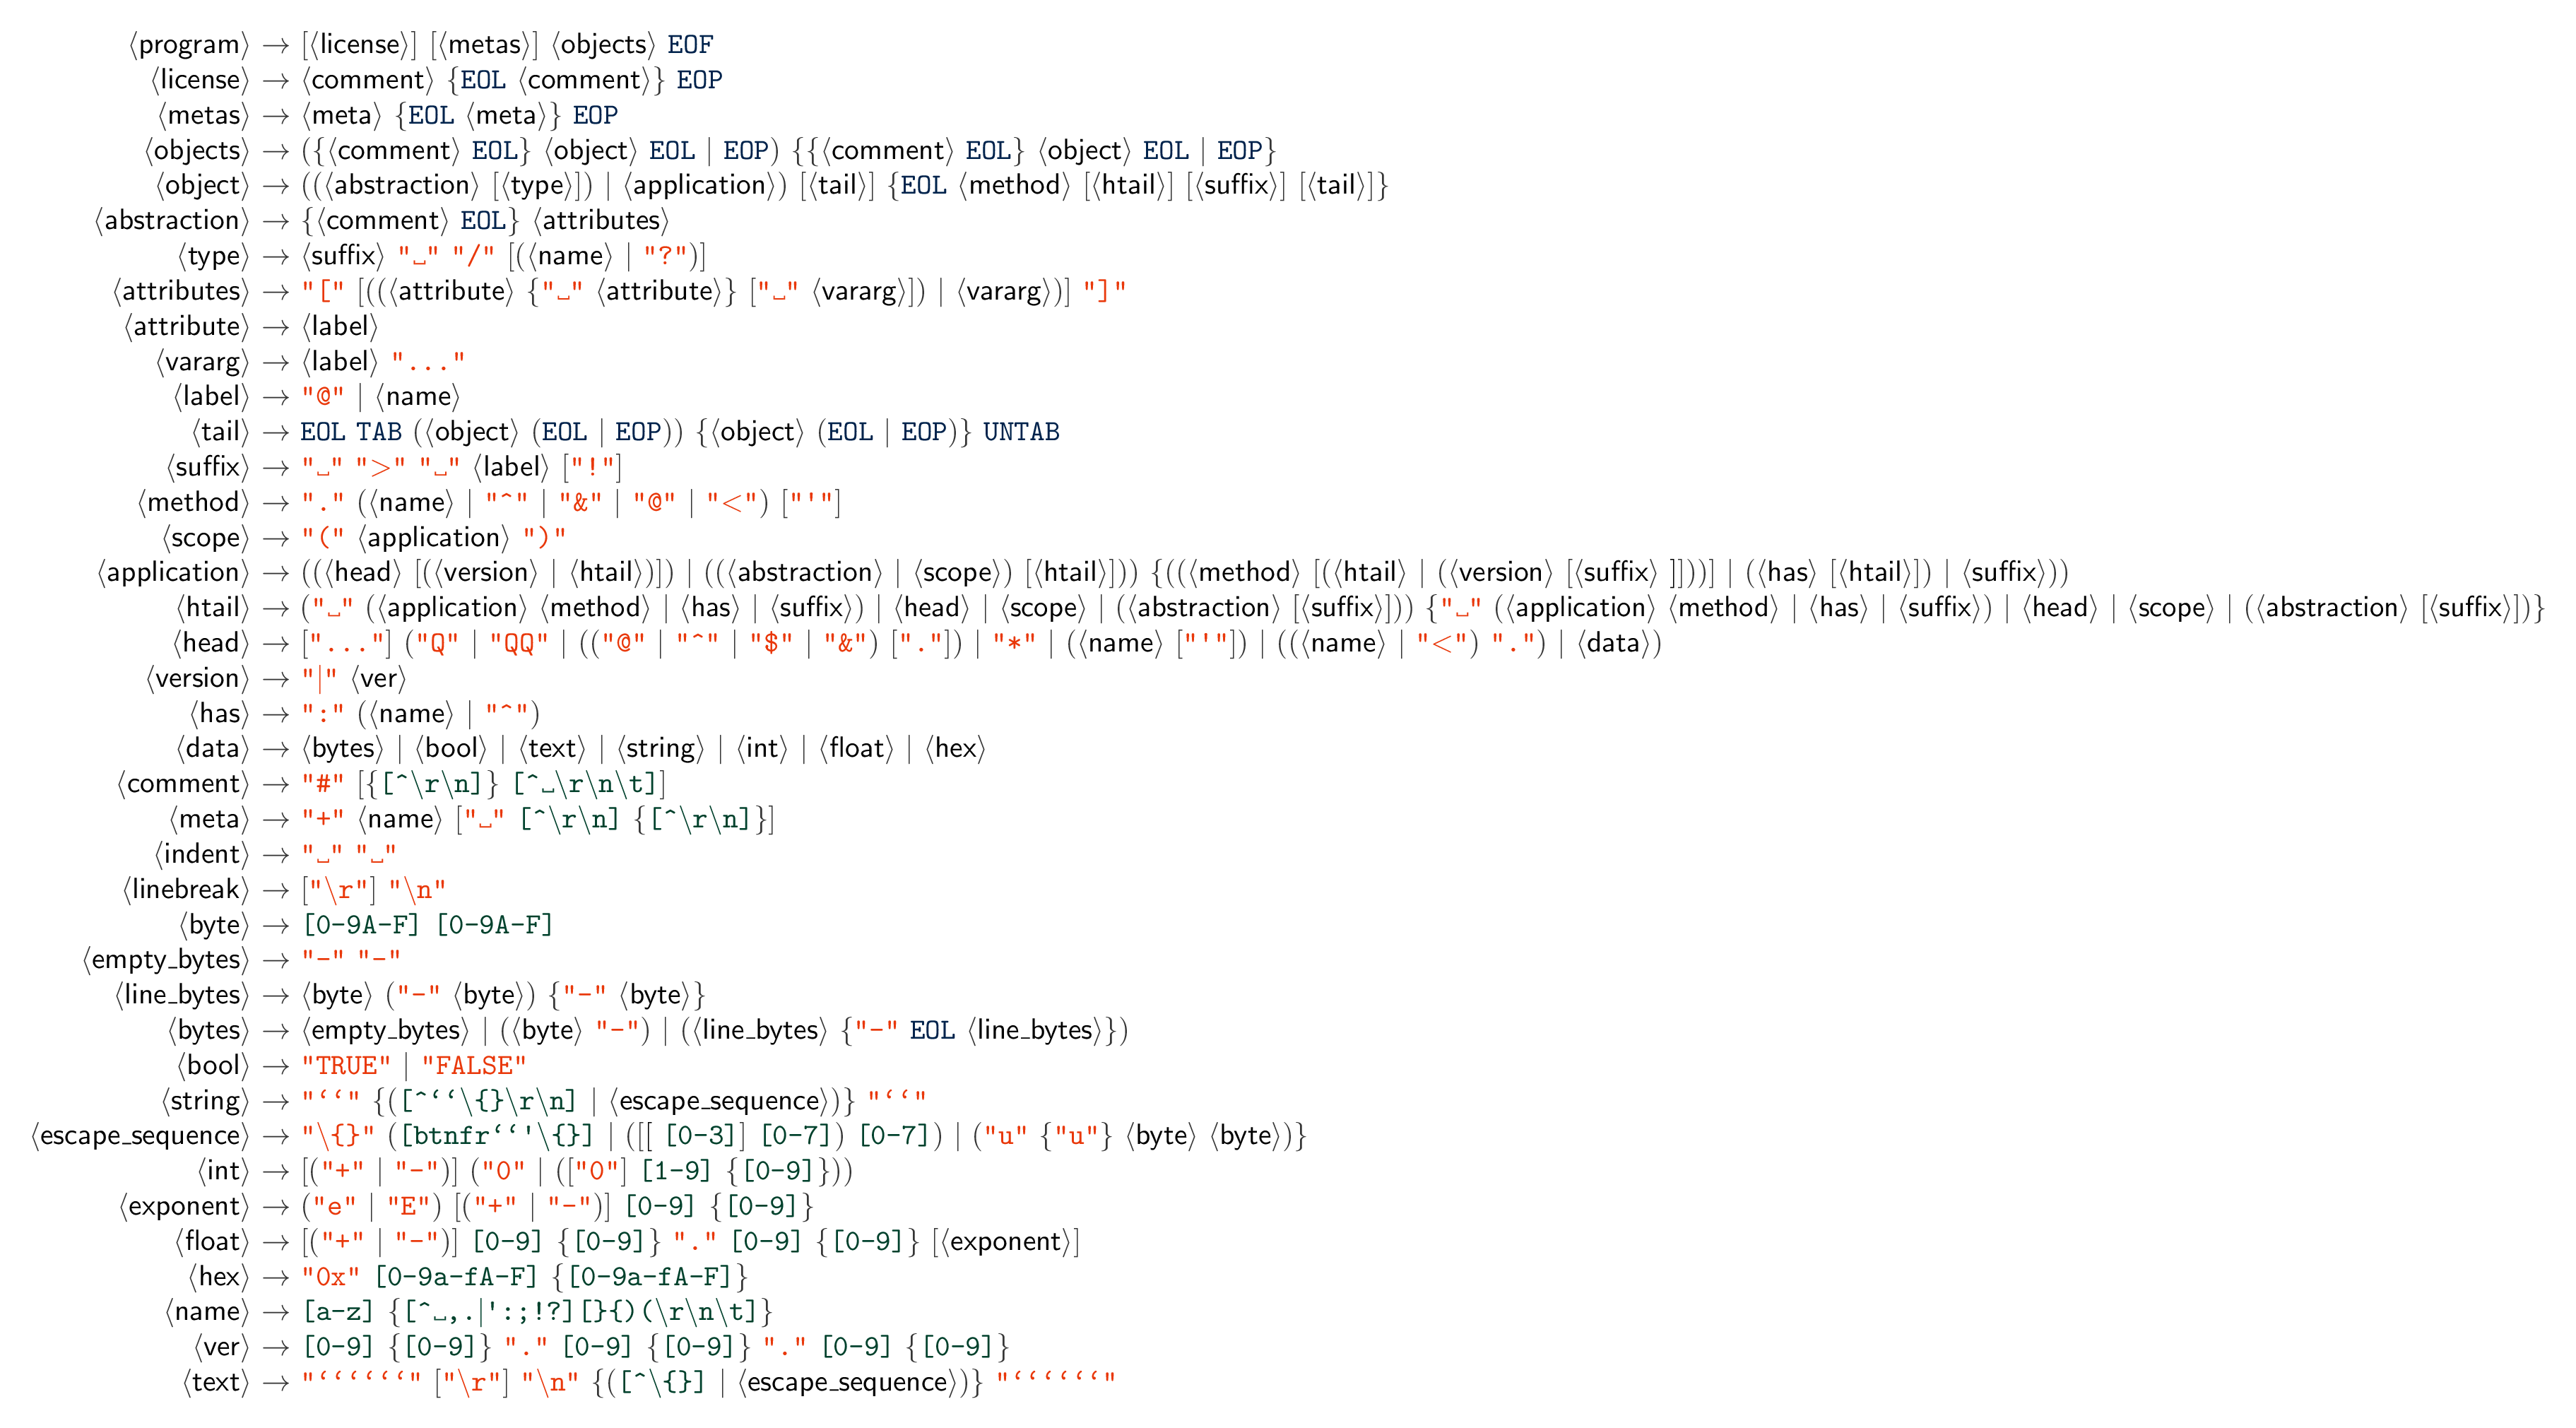 ⟨program⟩ → [⟨license⟩] [⟨metas⟩] ⟨objects⟩ EOF
⟨license⟩ → ⟨comment⟩ {EOL ⟨comment⟩} EOP
⟨metas⟩ → ⟨meta⟩ {EOL ⟨meta⟩} EOP
⟨objects⟩ → ({⟨comment⟩ EOL} ⟨object⟩ EOL | EOP) {{⟨comment⟩ EOL} ⟨object⟩ EOL | EOP}
⟨object⟩ → ((⟨abstraction⟩ [⟨type⟩]) | ⟨application⟩) [⟨tail⟩] {EOL ⟨method⟩ [⟨htail⟩] [⟨suffix⟩] [⟨tail⟩]}
⟨abstraction⟩ → {⟨comment⟩ EOL} ⟨attributes⟩
⟨type⟩ → ⟨suffix⟩ "␣" "/" [(⟨name⟩ | "?")]
⟨attributes⟩ → "[" [((⟨attribute⟩ {"␣" ⟨attribute⟩} ["␣" ⟨vararg⟩]) | ⟨vararg⟩)] "]"
⟨attribute⟩ → ⟨label⟩
⟨vararg⟩ → ⟨label⟩ "..."
⟨label⟩ → "@" | ⟨name⟩
⟨tail⟩ → EOL TAB (⟨object⟩ (EOL | EOP)) {⟨object⟩ (EOL | EOP)} UNTAB
⟨suffix⟩ → "␣" ">" "␣" ⟨label⟩ ["!"]
⟨method⟩ → "." (⟨name⟩ | "^" | "&" | "@" | "<") ["'"]
⟨scope⟩ → "(" ⟨application⟩ ")"
⟨application⟩ → ((⟨head⟩ [(⟨version⟩ | ⟨htail⟩)]) | ((⟨abstraction⟩ | ⟨scope⟩) [⟨htail⟩])) {((⟨method⟩ [(⟨htail⟩ | (⟨version⟩ [⟨suffix⟩ ]]))] | (⟨has⟩ [⟨htail⟩]) | ⟨suffix⟩))
⟨htail⟩ → ("␣" (⟨application⟩ ⟨method⟩ | ⟨has⟩ | ⟨suffix⟩) | ⟨head⟩ | ⟨scope⟩ | (⟨abstraction⟩ [⟨suffix⟩])) {"␣" (⟨application⟩ ⟨method⟩ | ⟨has⟩ | ⟨suffix⟩) | ⟨head⟩ | ⟨scope⟩ | (⟨abstraction⟩ [⟨suffix⟩])}
⟨head⟩ → ["..."] ("Q" | "QQ" | (("@" | "^" | "$" | "&") ["."]) | "*" | (⟨name⟩ ["'"]) | ((⟨name⟩ | "<") ".") | ⟨data⟩)
⟨version⟩ → "|" ⟨ver⟩
⟨has⟩ → ":" (⟨name⟩ | "^")
⟨data⟩ → ⟨bytes⟩ | ⟨bool⟩ | ⟨text⟩ | ⟨string⟩ | ⟨int⟩ | ⟨float⟩ | ⟨hex⟩
⟨comment⟩ → "#" [{[^\r\n]} [^␣\r\n\t]]
⟨meta⟩ → "+" ⟨name⟩ ["␣" [^\r\n] {[^\r\n]}]
⟨indent⟩ → "␣" "␣"
⟨linebreak⟩ → ["\r"] "\n"
⟨byte⟩ → [0-9A-F] [0-9A-F]
⟨empty_bytes⟩ → "-" "-"
⟨line_bytes⟩ → ⟨byte⟩ ("-" ⟨byte⟩) {"-" ⟨byte⟩}
⟨bytes⟩ → ⟨empty_bytes⟩ | (⟨byte⟩ "-") | (⟨line_bytes⟩ {"-" EOL ⟨line_bytes⟩})
⟨bool⟩ → "TRUE" | "FALSE"
⟨string⟩ → "‘‘" {([^‘‘\{}\r\n] | ⟨escape_sequence⟩)} "‘‘"
⟨escape_sequence⟩ → "\{}" ([btnfr‘‘'\{}] | ([[ [0-3]] [0-7]) [0-7]) | ("u" {"u"} ⟨byte⟩ ⟨byte⟩)}
⟨int⟩ → [("+" | "-")] ("0" | (["0"] [1-9] {[0-9]}))
⟨exponent⟩ → ("e" | "E") [("+" | "-")] [0-9] {[0-9]}
⟨float⟩ → [("+" | "-")] [0-9] {[0-9]} "." [0-9] {[0-9]} [⟨exponent⟩]
⟨hex⟩ → "0x" [0-9a-fA-F] {[0-9a-fA-F]}
⟨name⟩ → [a-z] {[^␣,.|':;!?][}{)(\r\n\t]}
⟨ver⟩ → [0-9] {[0-9]} "." [0-9] {[0-9]} "." [0-9] {[0-9]}
⟨text⟩ → "‘‘‘‘‘‘" ["\r"] "\n" {([^\{}] | ⟨escape_sequence⟩)} "‘‘‘‘‘‘"